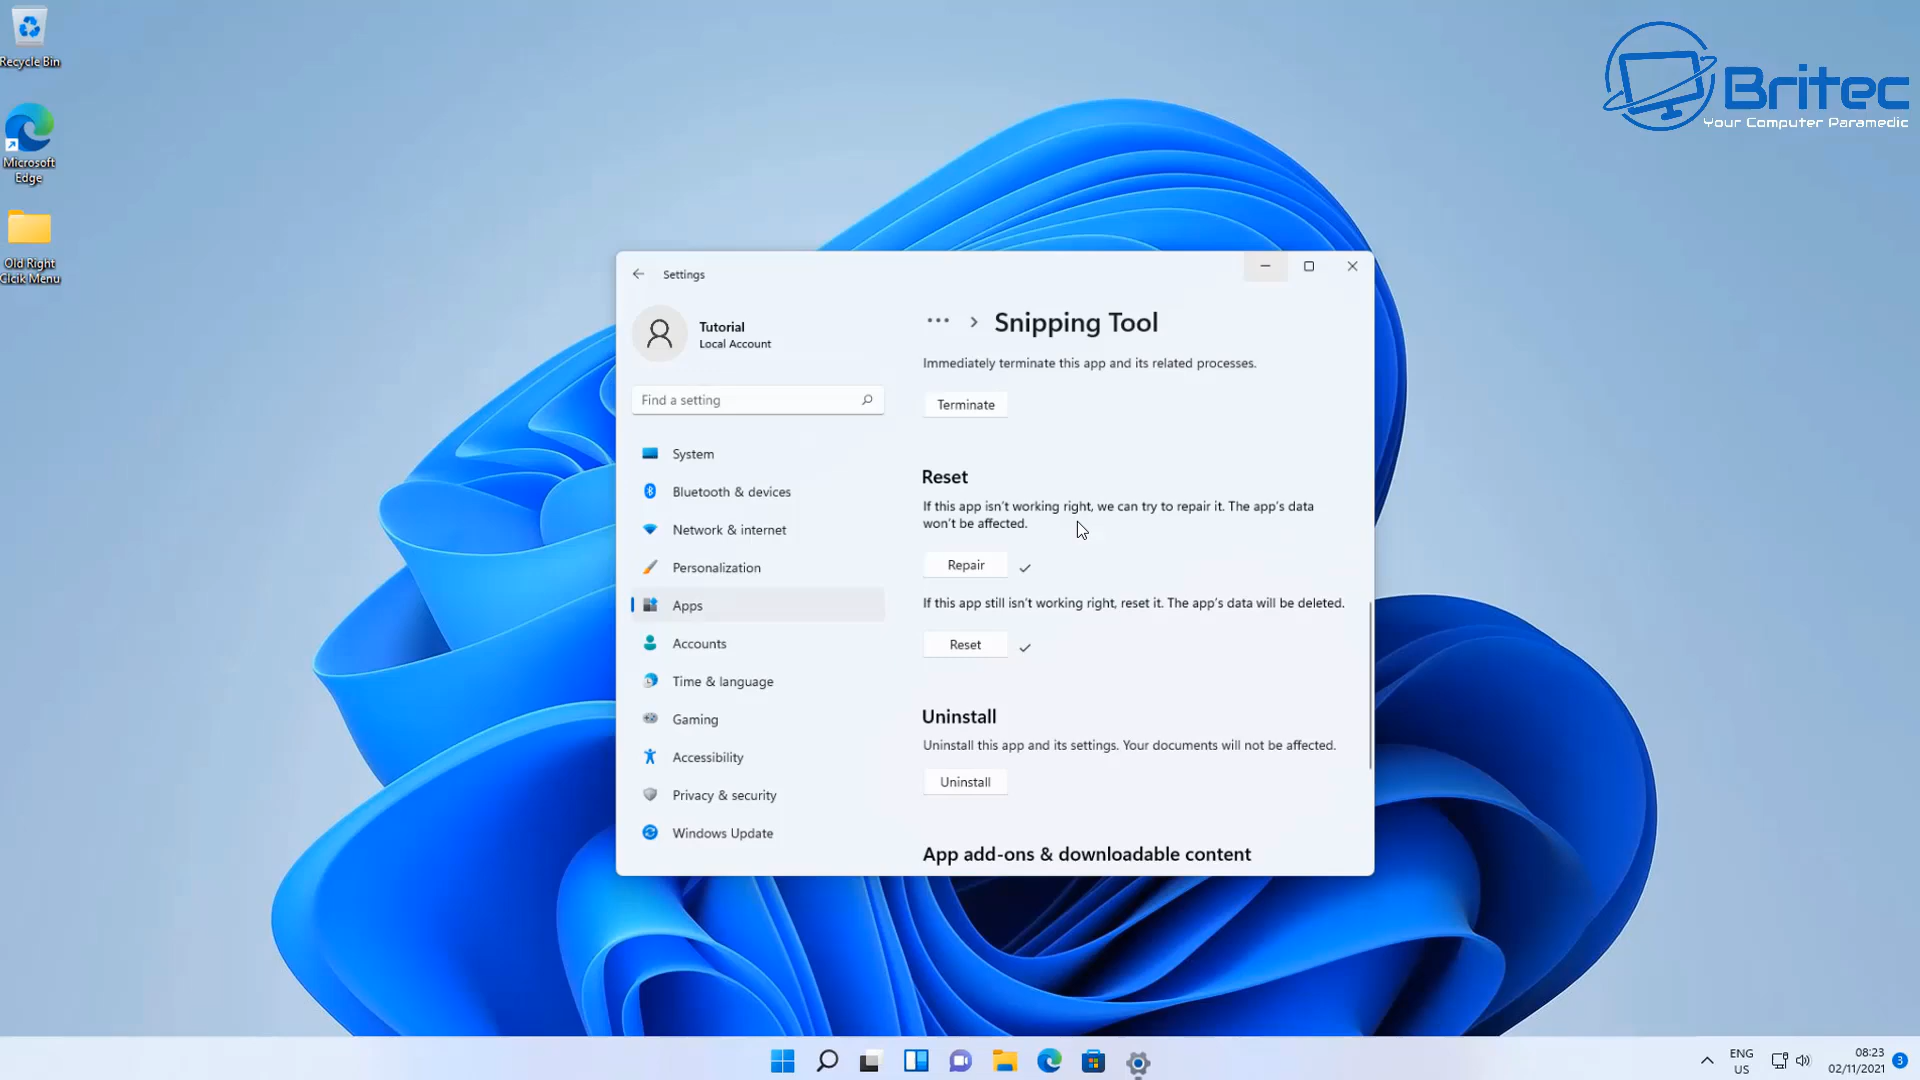 Recycle Bin
Microsoft
Edge
Old Right
Clcik Menu
Britec
Your Computer Paramedic
Settings
Tutorial
Local Account
Find a setting
System
Bluetooth & devices
Network & internet
Personalization
Apps
Accounts
Time & language
Gaming
Accessibility
Privacy & security
Windows Update
... > Snipping Tool
Immediately terminate this app and its related processes.
Terminate
Reset
If this app isn't working right, we can try to repair it. The app's data
won't be affected.
Repair
If this app still isn't working right, reset it. The app's data will be deleted.
Reset
Uninstall
Uninstall this app and its settings. Your documents will not be affected.
Uninstall
App add-ons & downloadable content
ENG
US
08:23
02/11/2021
3